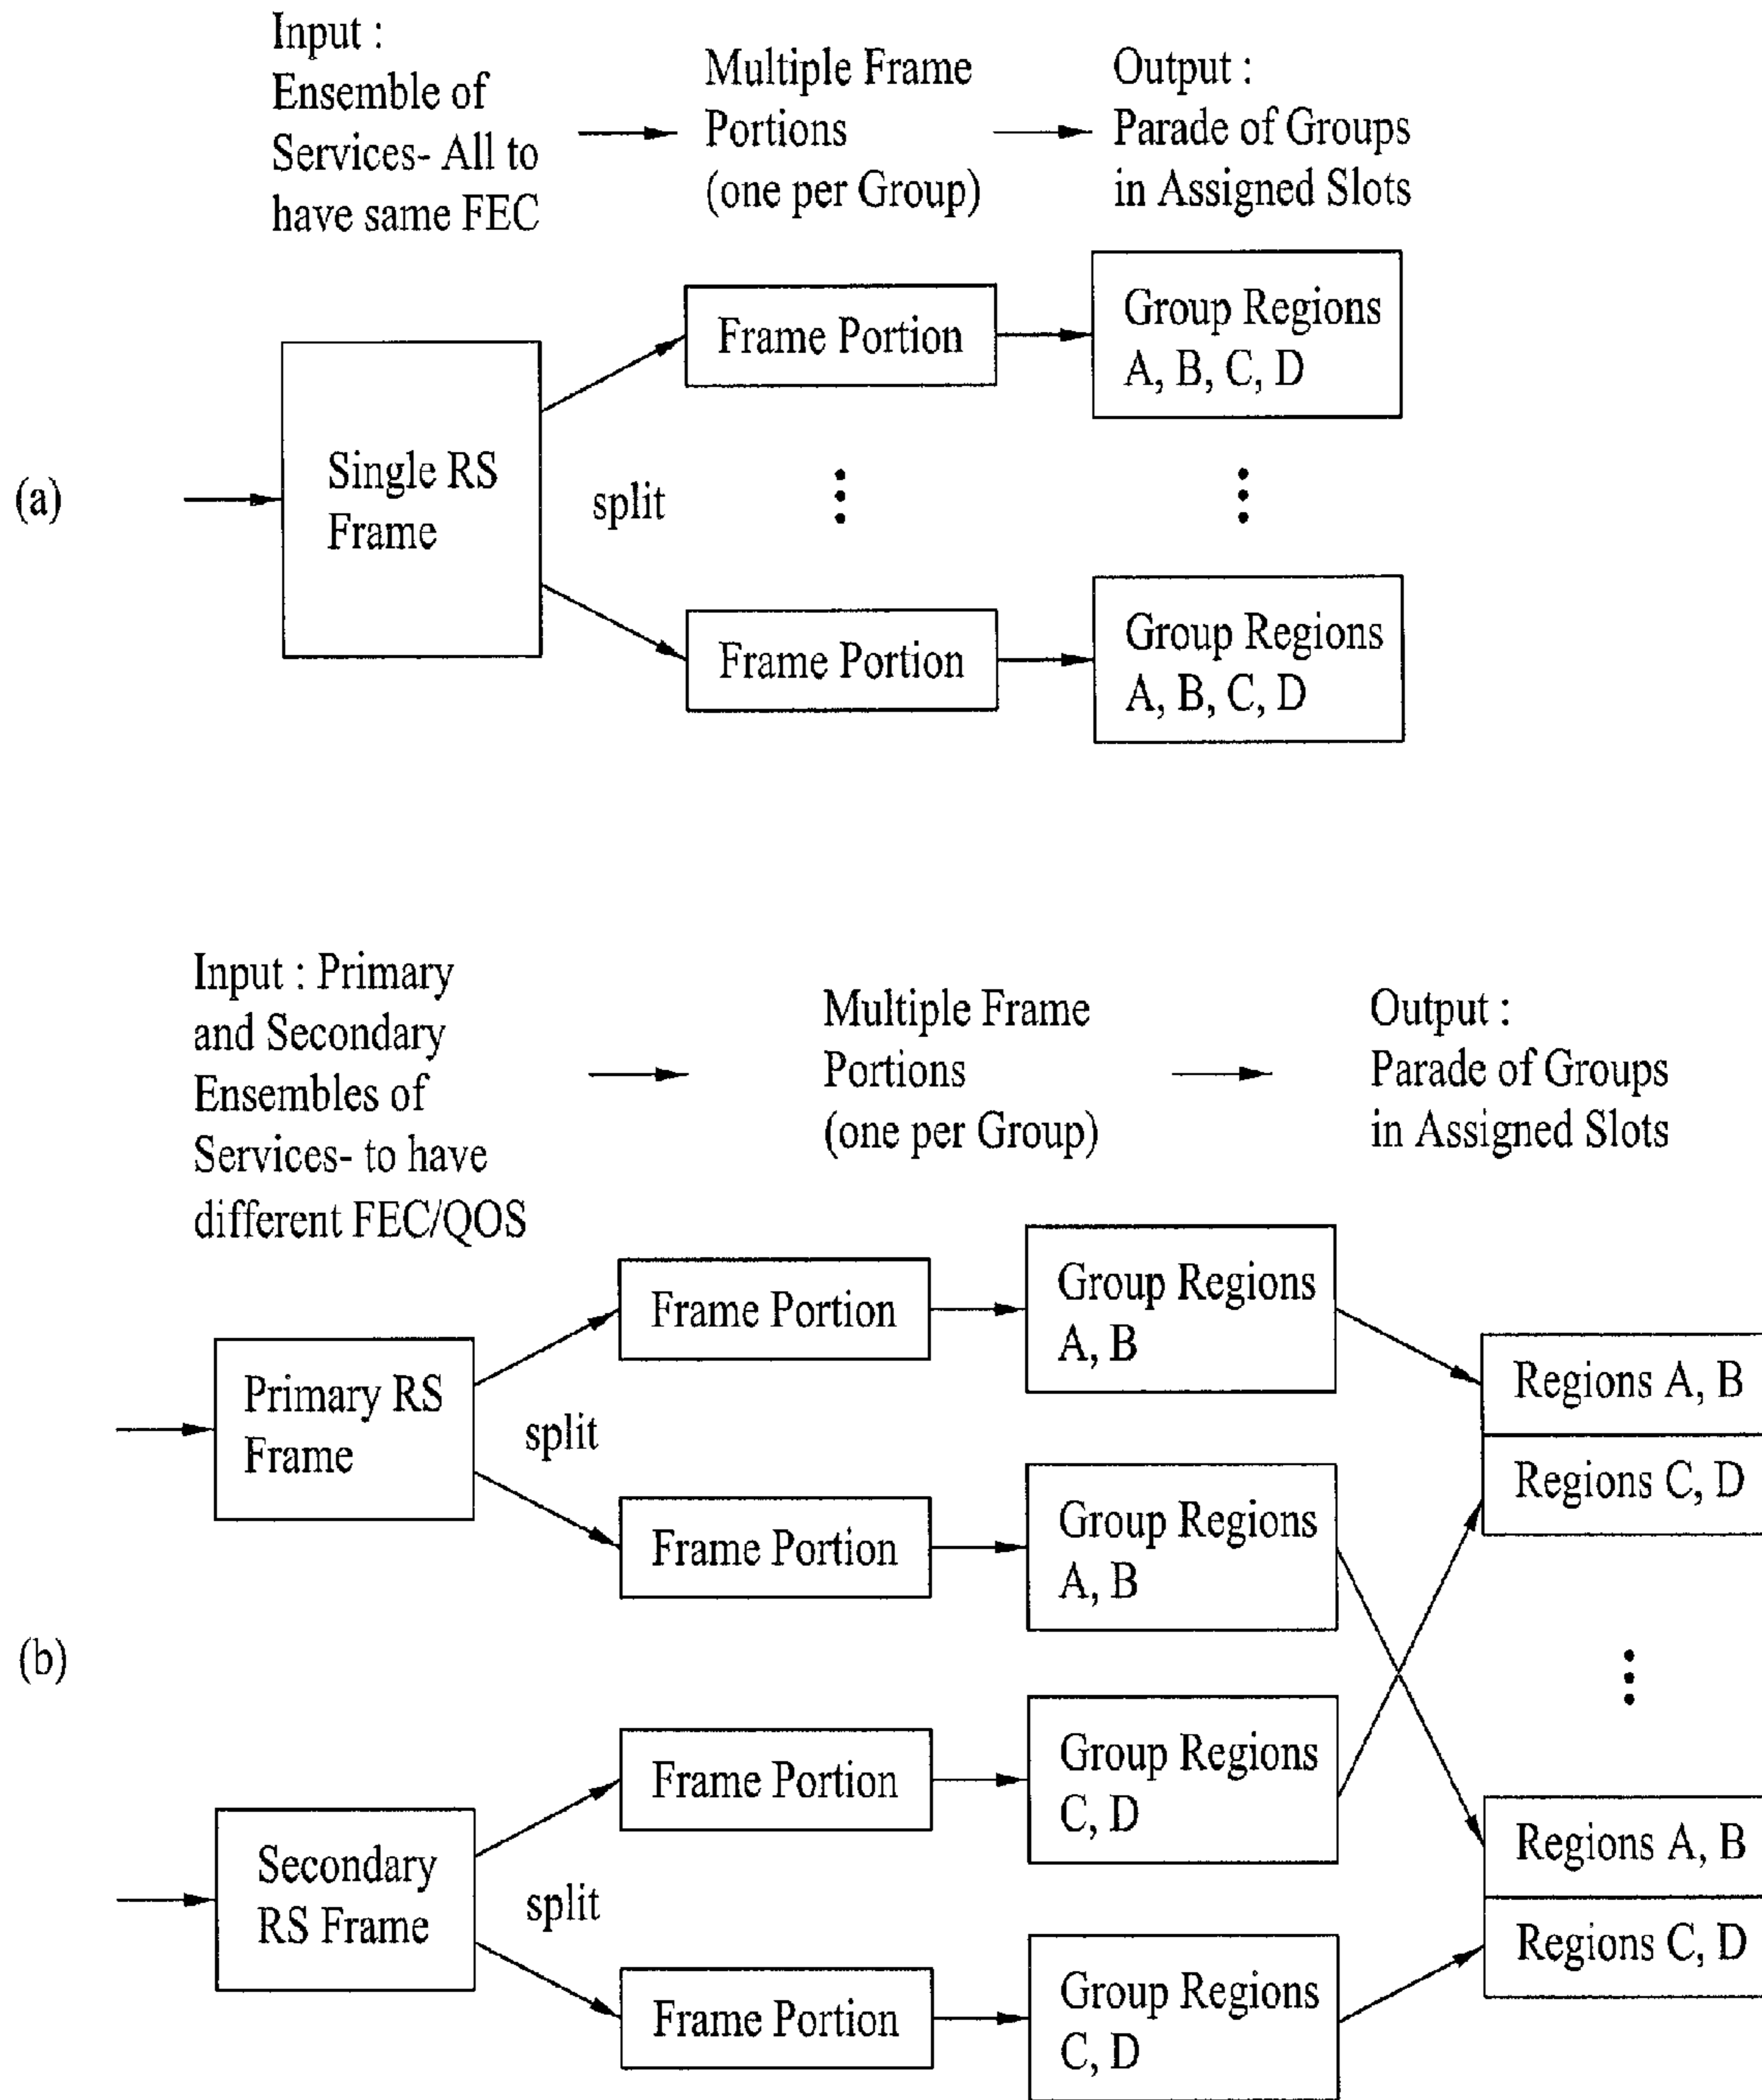 Input :
Ensemble of
Services- All to
have same FEC
Multiple Frame
Portions
(one per Group)
Output :
Parade of Groups
in Assigned Slots
(a)
Single RS
Frame
split
Frame Portion
Group Regions
A, B, C, D
Frame Portion
Group Regions
A, B, C, D
Input : Primary
and Secondary
Ensembles of
Services- to have
different FEC/QOS
Multiple Frame
Portions
(one per Group)
Output :
Parade of Groups
in Assigned Slots
(b)
Primary RS
Frame
split
Frame Portion
Group Regions
A, B
Frame Portion
Group Regions
A, B
Secondary
RS Frame
split
Frame Portion
Group Regions
C, D
Frame Portion
Group Regions
C, D
Regions A, B
Regions C, D
Regions A, B
Regions C, D